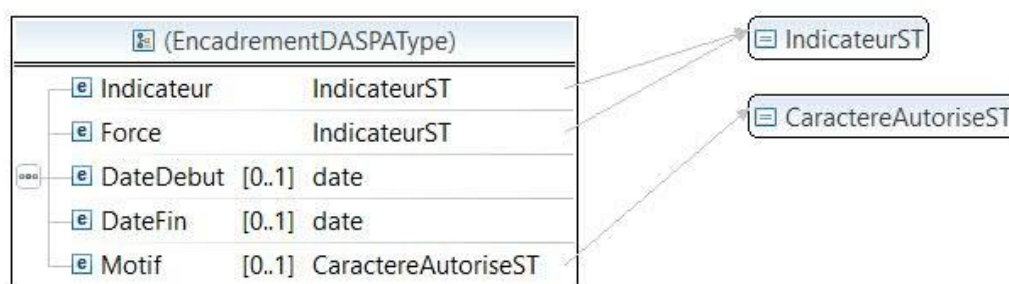 (EncadrementDASPAType)
Indicateur IndicateurST
Force IndicateurST
DateDebut [0..1] date
DateFin [0..1] date
Motif [0..1] CaractereAutoriseST
IndicateurST
CaractereAutoriseST